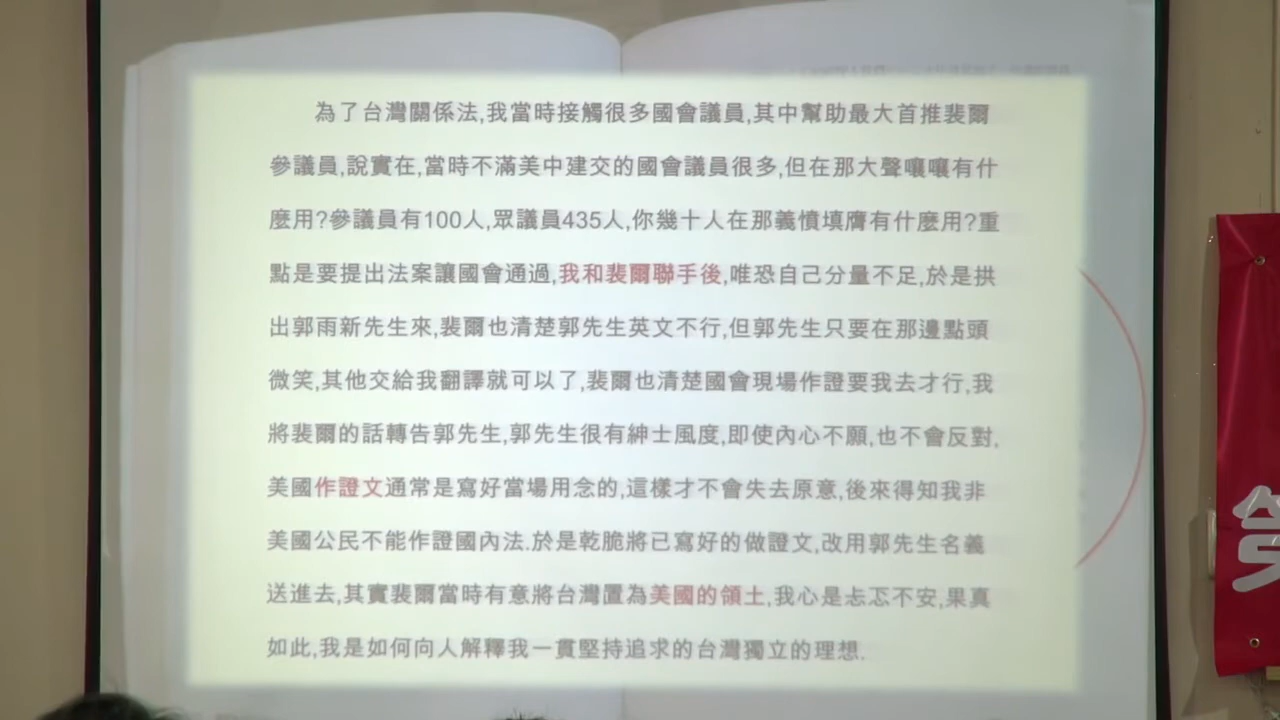 為了台灣關係法,我當時接觸很多國會議員,其中幫助最大首推裴爾
參議員,說實在,當時不滿美中建交的國會議員很多,但在那大聲嚷嚷有什
麼用?參議員有100人,眾議員435人,你幾十人在那義憤填膺有什麼用?重
點是要提出法案讓國會通過,我和裴爾聯手後,唯恐自己分量不足,於是拱
出郭雨新先生來,裴爾也清楚郭先生英文不行,但郭先生只要在那邊點頭
微笑,其他交給我翻譯就可以了,裴爾也清楚國會現場作證要我去才行,我
將裴爾的話轉告郭先生,郭先生很有紳士風度,即使內心不願,也不會反對,
美國作證文通常是寫好當場用念的,這樣才不會失去原意,後來得知我非
美國公民不能作證國內法.於是乾脆將已寫好的做證文,改用郭先生名義
送進去,其實裴爾當時有意將台灣置為美國的領土,我心是忐忑不安,果真
如此,我是如何向人解釋我一貫堅持追求的台灣獨立的理想.